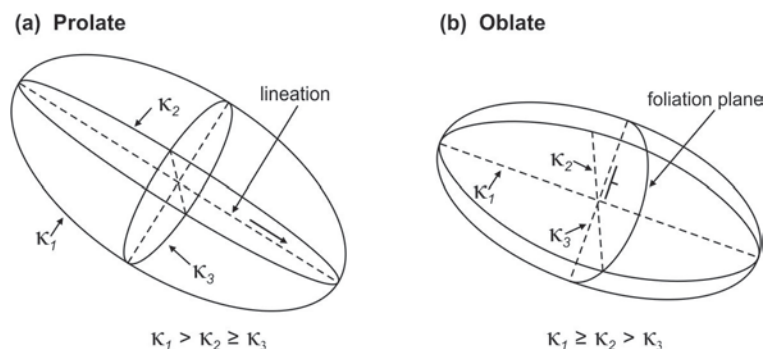 (a) Prolate
κ2
lineation
κ1
κ3
κ1 > κ2 ≥ κ3
(b) Oblate
foliation plane
κ2
κ1
κ3
κ1 ≥ κ2 > κ3